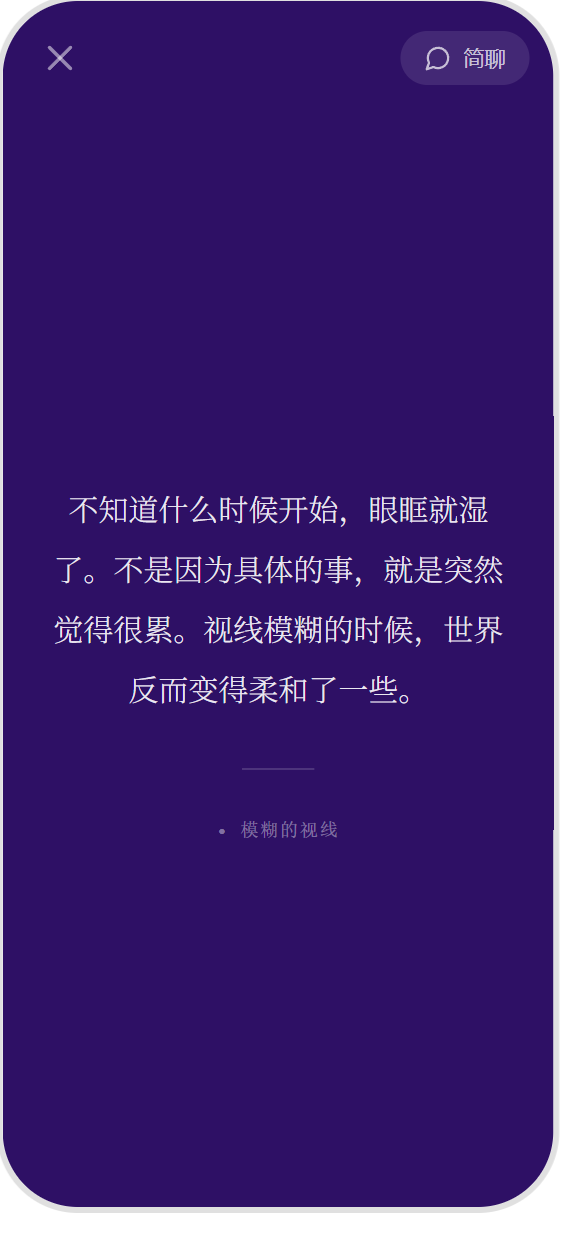 简聊
不知道什么时候开始，眼眶就湿
了。不是因为具体的事，就是突然
觉得很累。视线模糊的时候，世界
反而变得柔和了一些。
• 模糊的视线